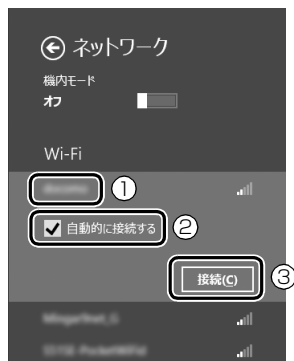 ネットワーク
機内モード
オフ
Wi-Fi
①
自動的に接続する ②
接続(C) ③